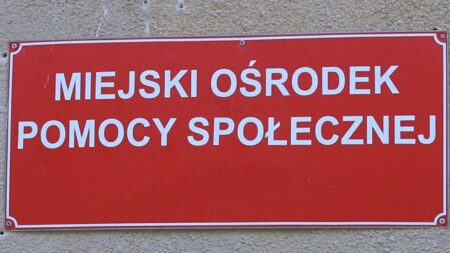 MIEJSKI OŚRODEK
POMOCY SPOŁECZNEJ